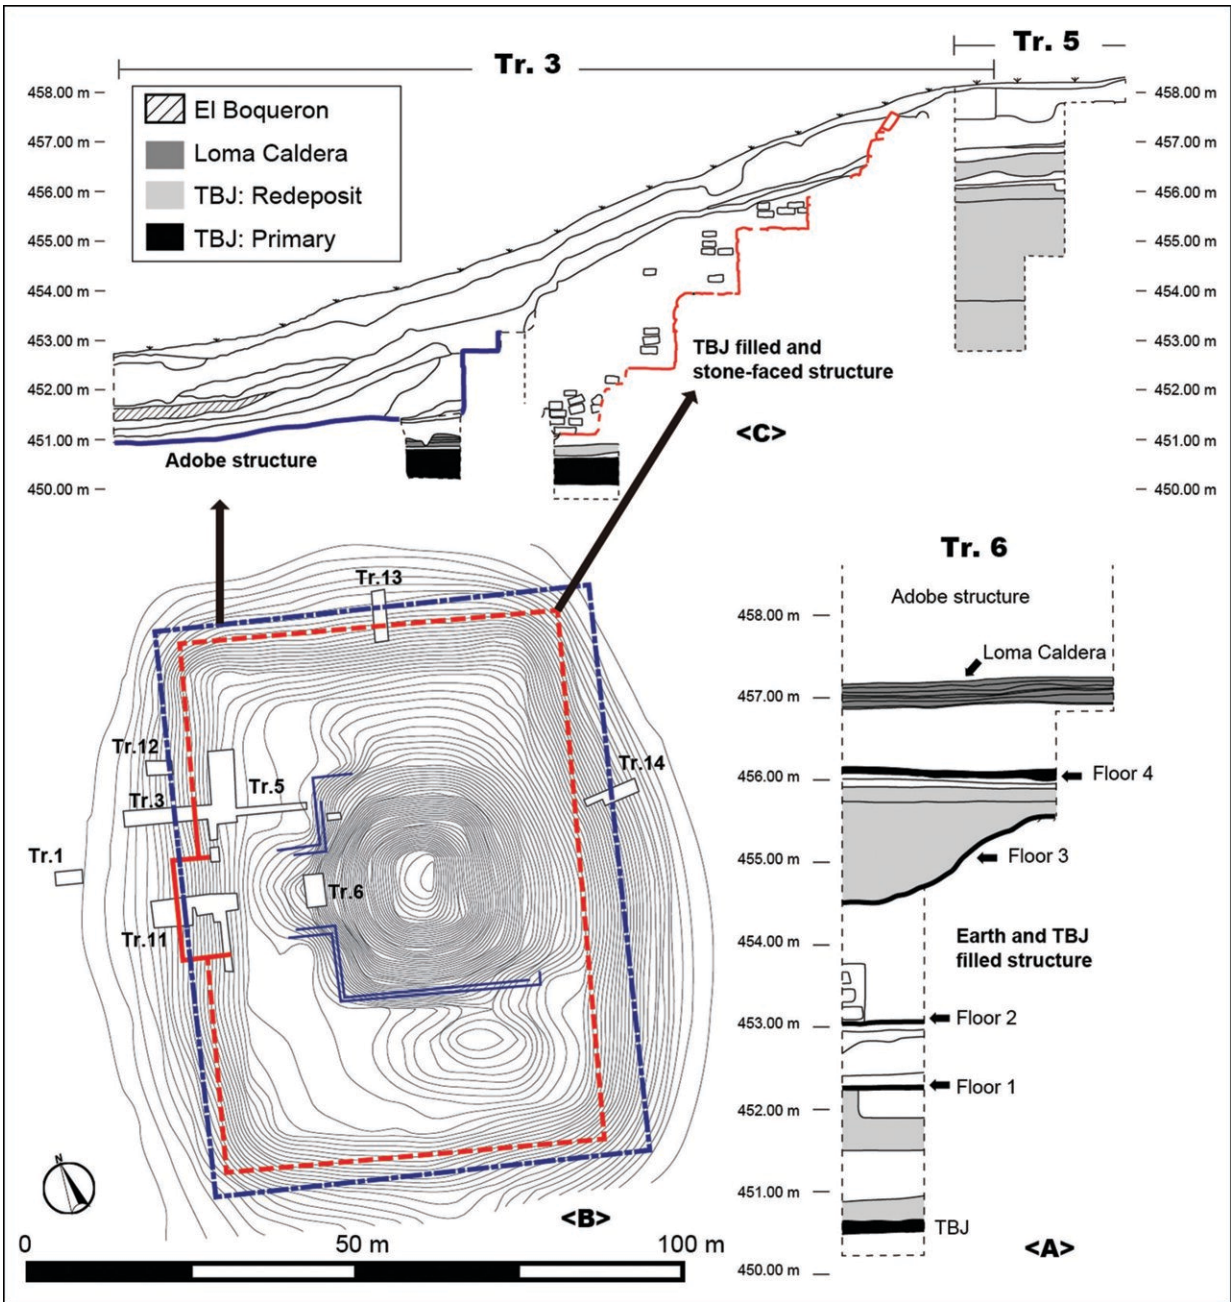 Tr. 3
Tr. 5
458.00 m
457.00 m
456.00 m
455.00 m
454.00 m
453.00 m
452.00 m
451.00 m
450.00 m
El Boqueron
Loma Caldera
TBJ: Redeposit
TBJ: Primary
458.00 m
457.00 m
456.00 m
455.00 m
454.00 m
453.00 m
452.00 m
451.00 m
450.00 m
TBJ filled and
stone-faced structure
<C>
Adobe structure
Tr.13
Tr.12
Tr.3
Tr.5
Tr.14
Tr.1
Tr.6
Tr.11
N
<B>
0 50 m 100 m
Tr. 6
Adobe structure
458.00 m
Loma Caldera
457.00 m
456.00 m
Floor 4
455.00 m
Floor 3
454.00 m
Earth and TBJ
filled structure
453.00 m
Floor 2
Floor 1
452.00 m
451.00 m
TBJ
<A>
450.00 m